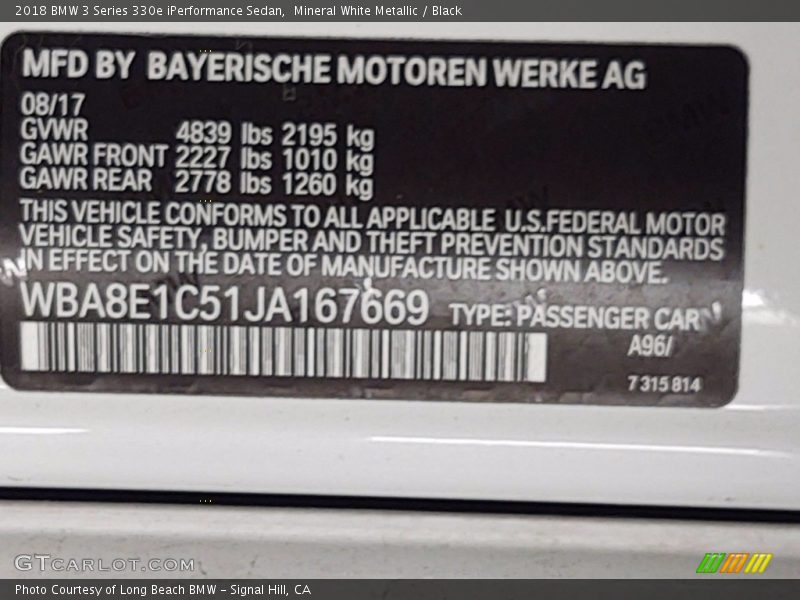 2018 BMW 3 Series 330e iPerformance Sedan,  Mineral White Metallic / Black
MFD BY BAYERISCHE MOTOREN WERKE AG
08/17
GVWR 4839 lbs 2195 kg
GAWR FRONT 2227 lbs 1010 kg
GAWR REAR 2778 lbs 1260 kg
THIS VEHICLE CONFORMS TO ALL APPLICABLE U.S.FEDERAL MOTOR
VEHICLE SAFETY, BUMPER AND THEFT PREVENTION STANDARDS
IN EFFECT ON THE DATE OF MANUFACTURE SHOWN ABOVE.
WBA8E1C51JA167669 TYPE: PASSENGER CAR
A96/
7 315 814
GTCARLOT.COM
Photo Courtesy of Long Beach BMW - Signal Hill, CA